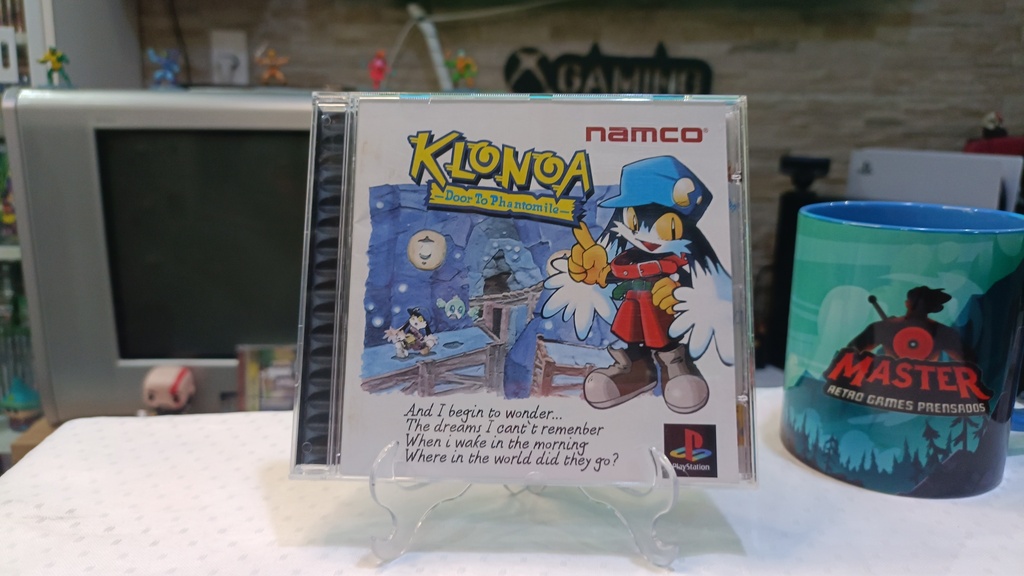 GAMING
namco
KLONOA
Door To Phantomile
And I begin to wonder...
The dreams I cant't remenber
When i wake in the morning
Where in the world did they go?
PlayStation
O MASTER
RETRO GAMES PRENSADOS